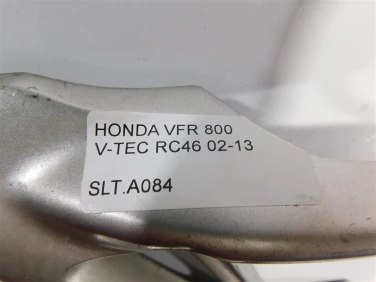 HONDA VFR 800
V-TEC RC46 02-13
SLT.A084